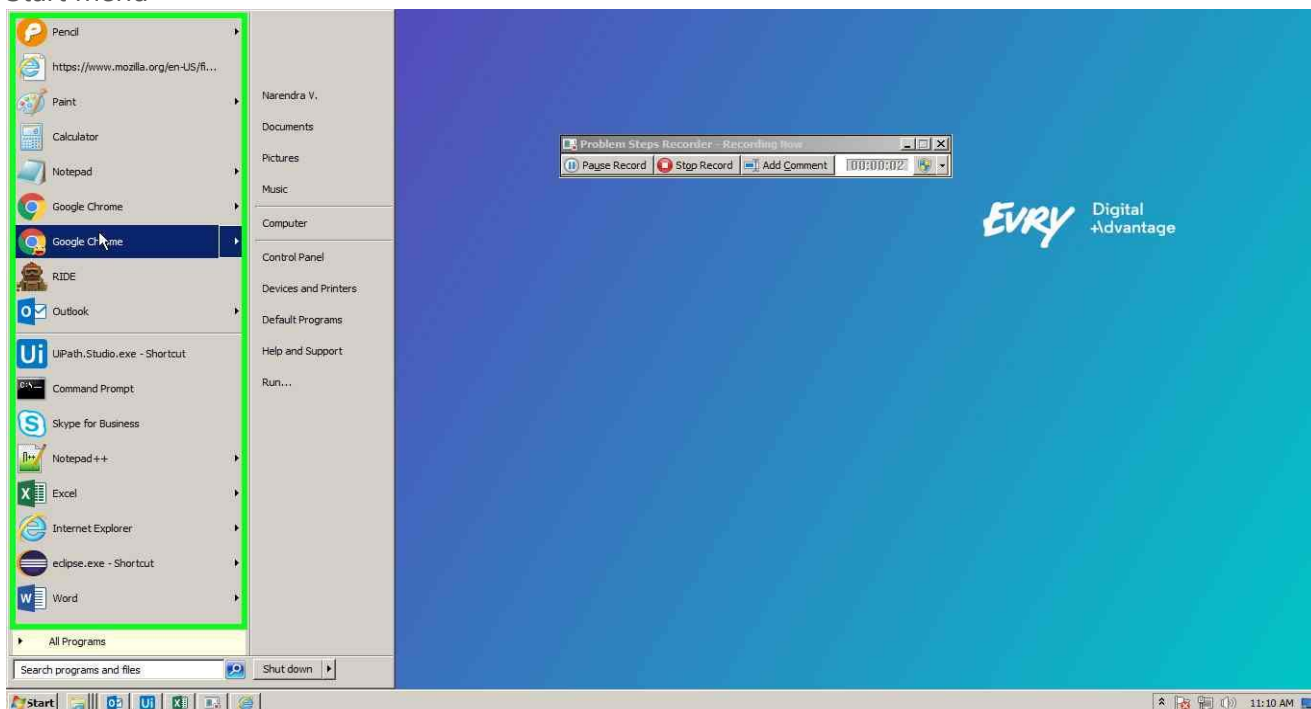 Start Menu
Pencil
https://www.mozilla.org/en-US/fi...
Paint
Calculator
Notepad
Google Chrome
Google Chrome
RIDE
Outlook
UiPath.Studio.exe - Shortcut
Command Prompt
Skype for Business
Notepad++
Excel
Internet Explorer
eclipse.exe - Shortcut
Word
All Programs
Search programs and files
Narendra V.
Documents
Pictures
Music
Computer
Control Panel
Devices and Printers
Default Programs
Help and Support
Run...
Shut down
Problem Steps Recorder - Recording Now
Pause Record Stop Record Add Comment 00:00:02
EVRY Digital
Advantage
Start
11:10 AM